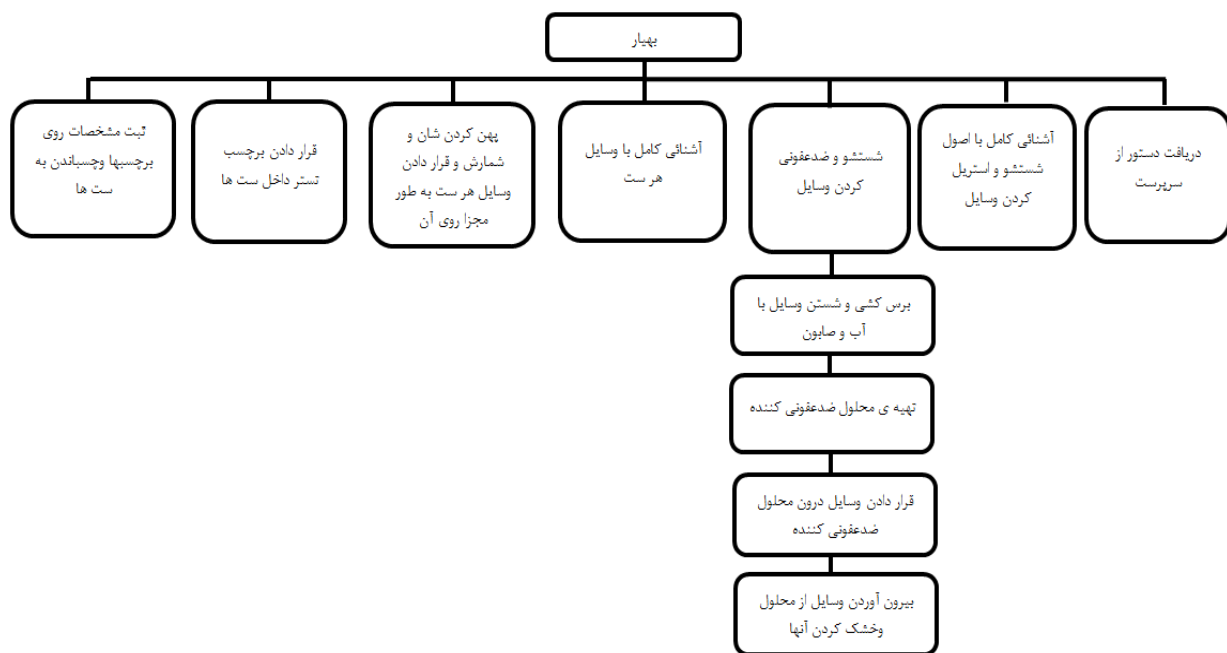 بهیار
دریافت دستور از
سرپرست
آشنائی کامل با اصول
شستشو و استریل
کردن وسایل
شستشو و ضدعفونی
کردن وسایل
آشنائی کامل با وسایل
هر ست
پهن کردن شان و
شمارش و قرار دادن
وسایل هر ست به طور
مجزا روی آن
قرار دادن برچسب
تستر داخل ست ها
ثبت مشخصات روی
برچسبها وچسباندن به
ست ها
برس کشی و شستن وسایل با
آب و صابون
تهیه ی محلول ضدعفونی کننده
قرار دادن وسایل درون محلول
ضدعفونی کننده
بیرون آوردن وسایل از محلول
وخشک کردن آنها